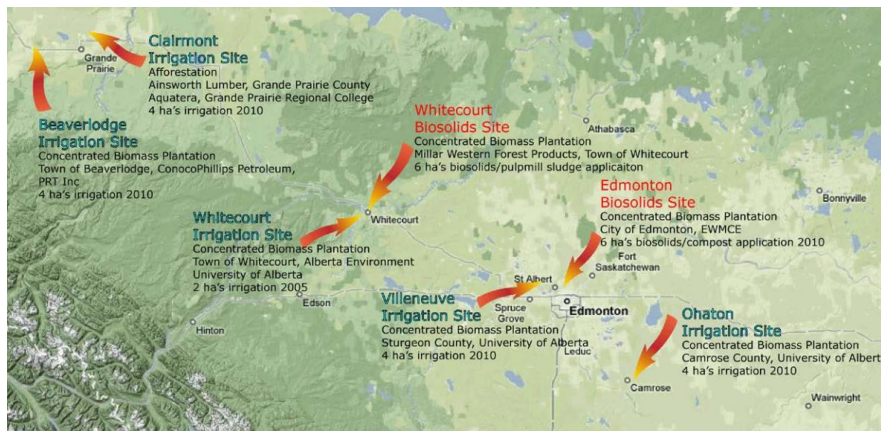 Clairmont
Irrigation Site
Afforestation
Ainsworth Lumber, Grande Prairie County
Aquatera, Grande Prairie Regional College
4 ha's irrigation 2010
Grande
Prairie
Beaverlodge
Irrigation Site
Concentrated Biomass Plantation
Town of Beaverlodge, ConocoPhillips Petroleum,
PRT Inc
4 ha's irrigation 2010
Whitecourt
Biosolids Site
Concentrated Biomass Plantation
Millar Western Forest Products, Town of Whitecourt
6 ha's biosolids/pulpmill sludge applicaiton
Athabasca
Edmonton
Biosolids Site
Concentrated Biomass Plantation
City of Edmonton, EWMCE
6 ha's biosolids/compost application 2010
Bonnyville
Whitecourt
Irrigation Site
Concentrated Biomass Plantation
Town of Whitecourt, Alberta Environment
University of Alberta
2 ha's irrigation 2005
Whitecourt
Fort
Saskatchewan
St Albert
Villeneuve
Irrigation Site
Concentrated Biomass Plantation
Sturgeon County, University of Alberta
4 ha's irrigation 2010
Edson
Hinton
Spruce
Grove
Edmonton
Leduc
Ohaton
Irrigation Site
Concentrated Biomass Plantation
Camrose County, University of Albert
4 ha's irrigation 2010
Camrose
Wainwright